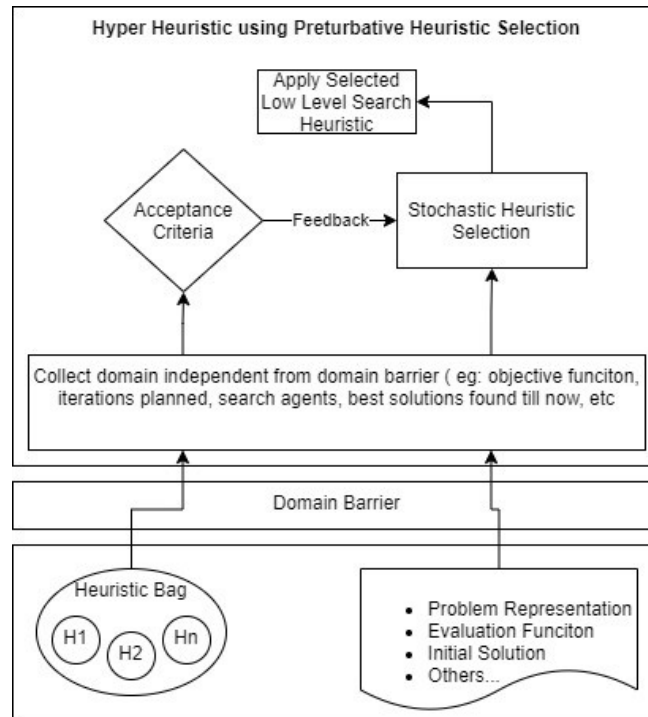 Hyper Heuristic using Preturbative Heuristic Selection
Apply Selected
Low Level Search
Heuristic
Acceptance
Criteria
Feedback
Stochastic Heuristic
Selection
Collect domain independent from domain barrier ( eg: objective funciton,
iterations planned, search agents, best solutions found till now, etc
Domain Barrier
Heuristic Bag
H1
H2
Hn
• Problem Representation
• Evaluation Funciton
• Initial Solution
• Others...